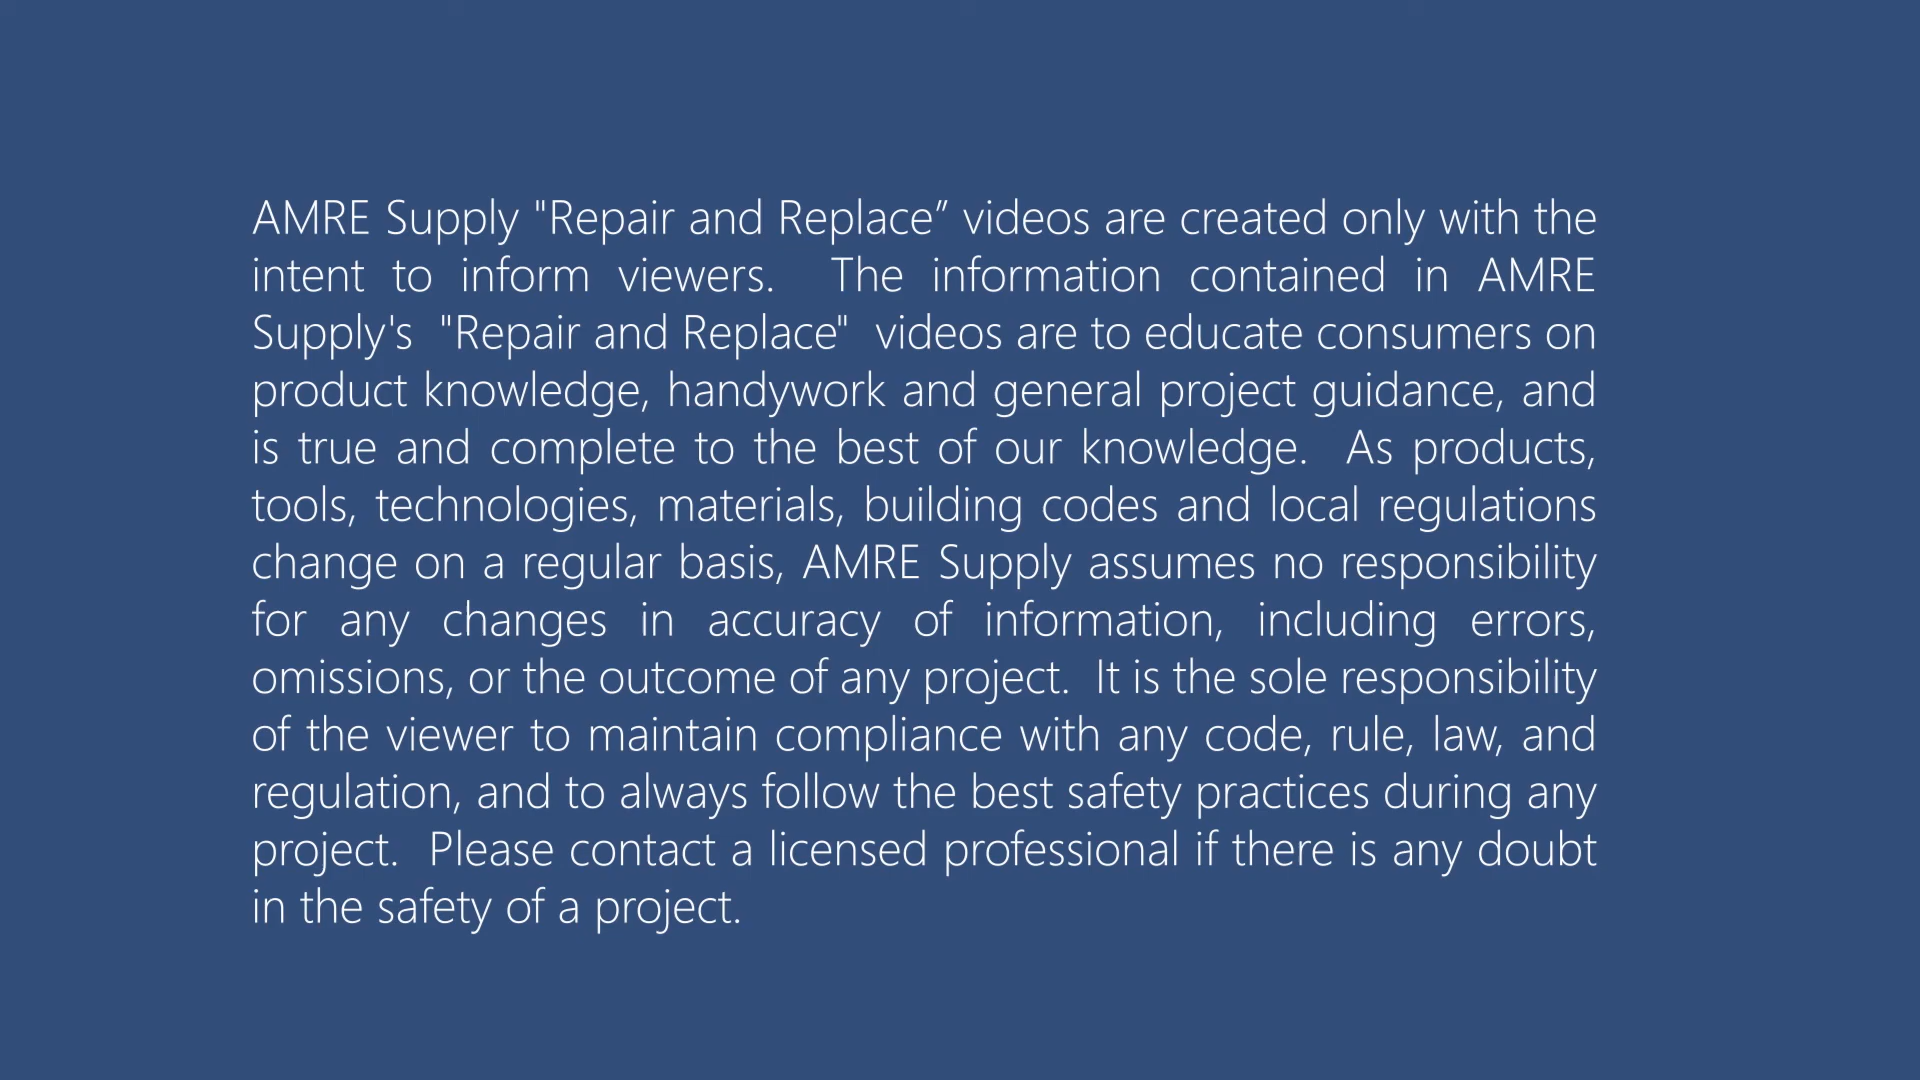 AMRE Supply "Repair and Replace” videos are created only with the
intent to inform viewers.  The information contained in AMRE
Supply's  "Repair and Replace"  videos are to educate consumers on
product knowledge, handywork and general project guidance, and
is true and complete to the best of our knowledge.  As products,
tools, technologies, materials, building codes and local regulations
change on a regular basis, AMRE Supply assumes no responsibility
for any changes in accuracy of information, including errors,
omissions, or the outcome of any project.  It is the sole responsibility
of the viewer to maintain compliance with any code, rule, law, and
regulation, and to always follow the best safety practices during any
project.  Please contact a licensed professional if there is any doubt
in the safety of a project.